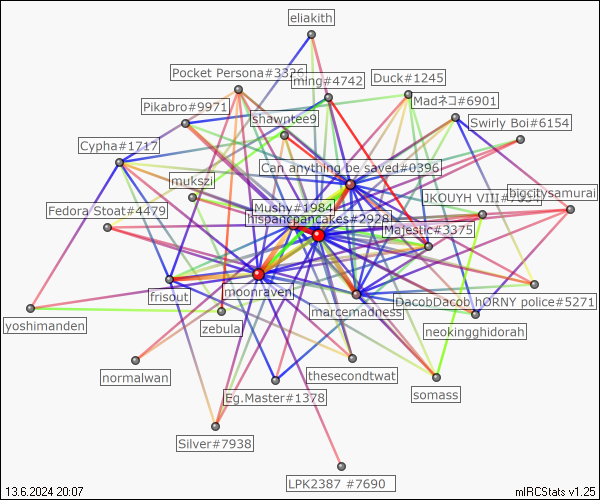 eliakith
Pocket Persona#3326
ming#4742
Duck#1245
Pikabro#9971
Madネコ#6901
shawntee9
Swirly Boi#6154
Cypha#1717
Can anything be saved#0396
mukszi
JKOUYH VIII#
bigcitysamurai
Fedora Stoat#4479
Mushy#1984
hispancpancakes#2928
Majestic#3375
frisout
moonraven
marcemadness
DacobDacob hORNY police#5271
yoshimanden
zebula
neokingghidorah
normalwan
thesecondtwat
Eg.Master#1378
somass
Silver#7938
LPK2387 #7690
13.6.2024 20:07
mIRCStats v1.25